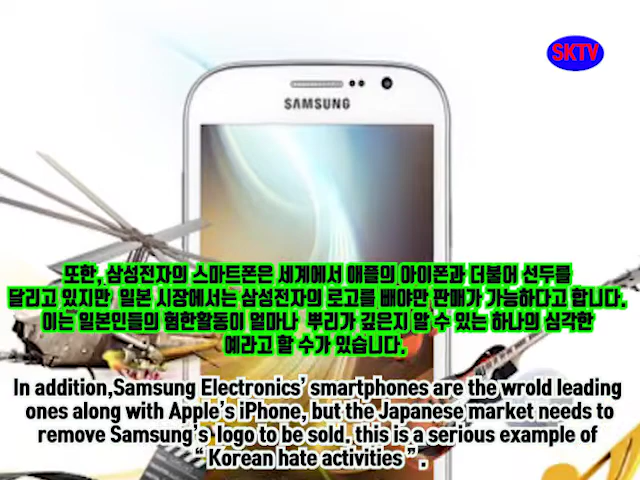 SKTV
SAMSUNG
또한, 삼성전자의 스마트폰은 세계에서 애플의 아이폰과 더불어 선두를
달리고 있지만 일본 시장에서는 삼성전자의 로고를 빼야만 판매가 가능하다고 합니다.
이는 일본인들의 혐한활동이 얼마나 뿌리가 깊은지 알 수 있는 하나의 심각한
예라고 할 수가 있습니다.
In addition,Samsung Electronics' smartphones are the wrold leading
ones along with Apple's iPhone, but the Japanese market needs to
remove Samsung's logo to be sold. this is a serious example of
“ Korean hate activities ” .